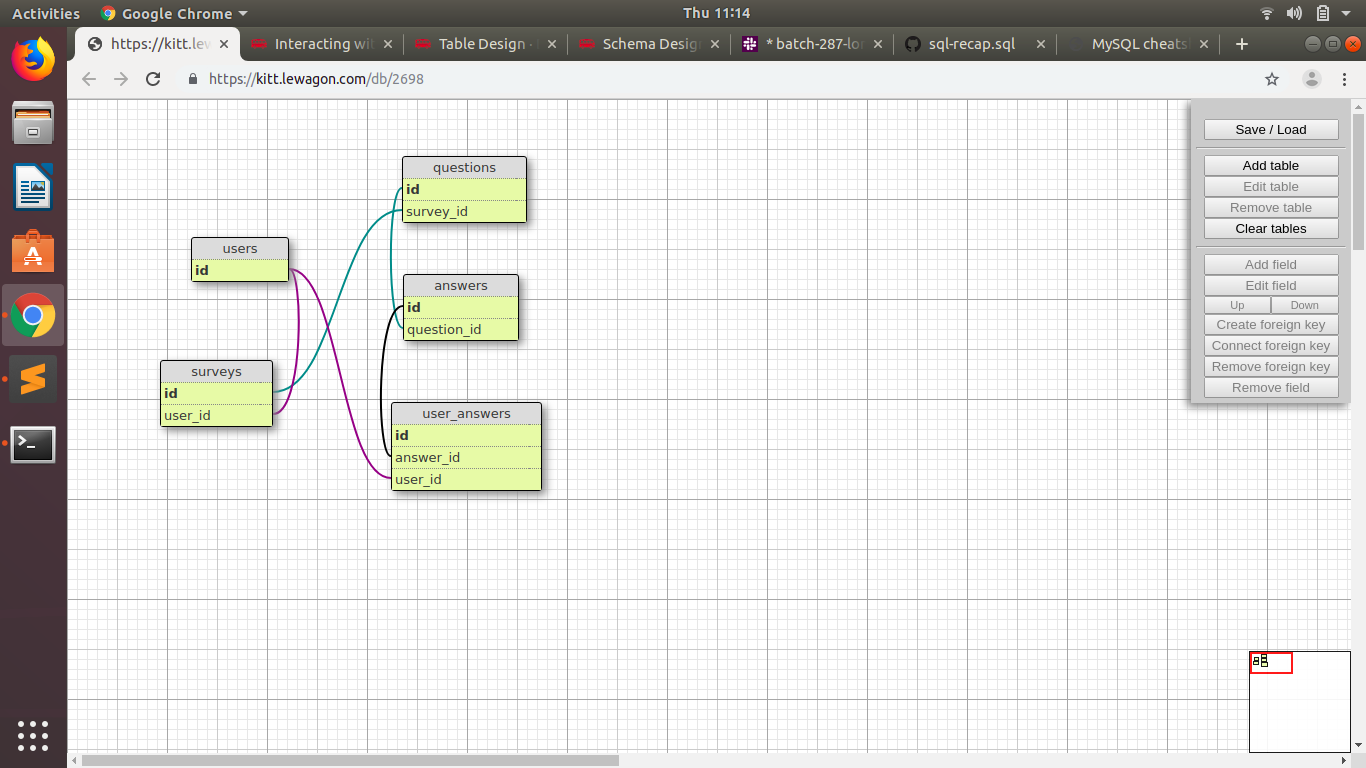 Activities
Google Chrome
Thu 11:14
https://kitt.lew
Interacting wit
Table Design -
Schema Desig
* batch-287-lon
sql-recap.sql
MySQL cheats
https://kitt.lewagon.com/db/2698
questions
id
survey_id
users
id
answers
id
question_id
surveys
id
user_id
user_answers
id
answer_id
user_id
Save / Load
Add table
Edit table
Remove table
Clear tables
Add field
Edit field
Up Down
Create foreign key
Connect foreign key
Remove foreign key
Remove field